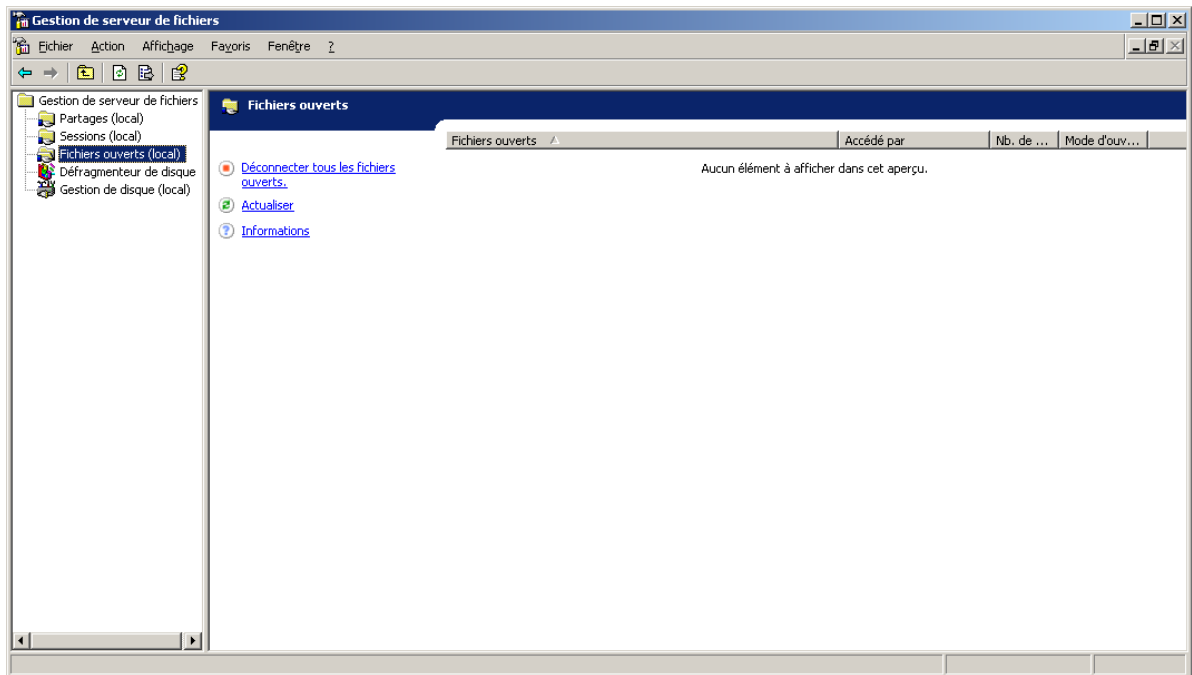 Gestion de serveur de fichiers
Fichier Action Affichage Favoris Fenêtre ?
Gestion de serveur de fichiers
Partages (local)
Sessions (local)
Fichiers ouverts (local)
Défragmenteur de disque
Gestion de disque (local)
Fichiers ouverts
Déconnecter tous les fichiers
ouverts.
Actualiser
Informations
Fichiers ouverts Accédé par Nb. de ... Mode d'ouv...
Aucun élément à afficher dans cet aperçu.